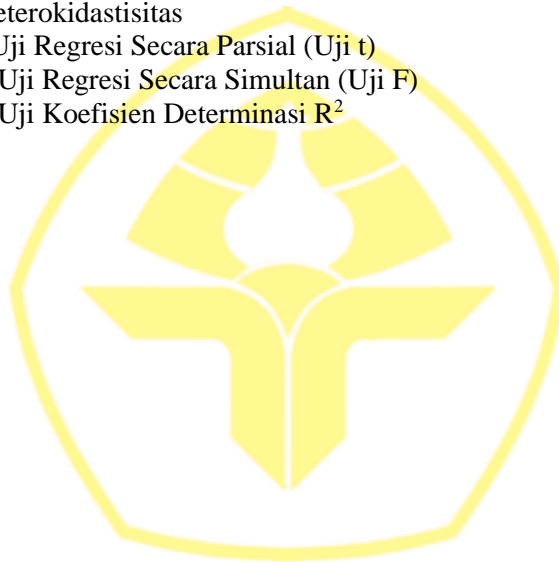 eterokidastisitas
Uji Regresi Secara Parsial (Uji t)
Uji Regresi Secara Simultan (Uji F)
Uji Koefisien Determinasi R²